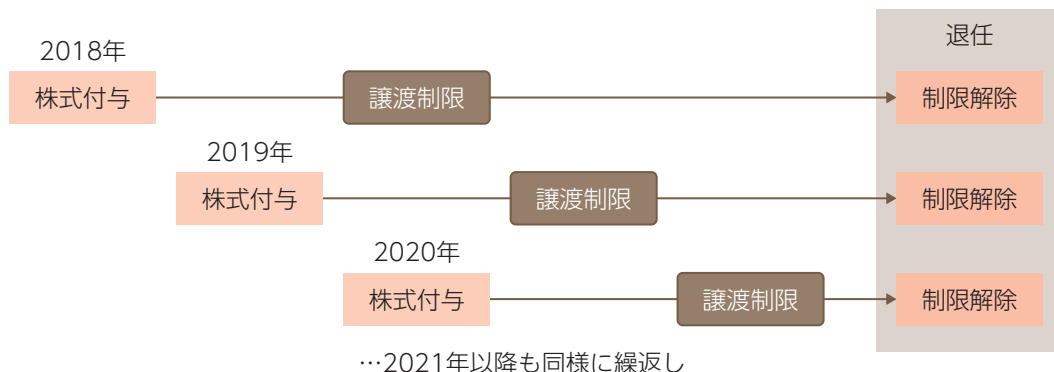 退任
2018年
株式付与
譲渡制限
制限解除
2019年
株式付与
譲渡制限
制限解除
2020年
株式付与
譲渡制限
制限解除
…2021年以降も同様に繰返し